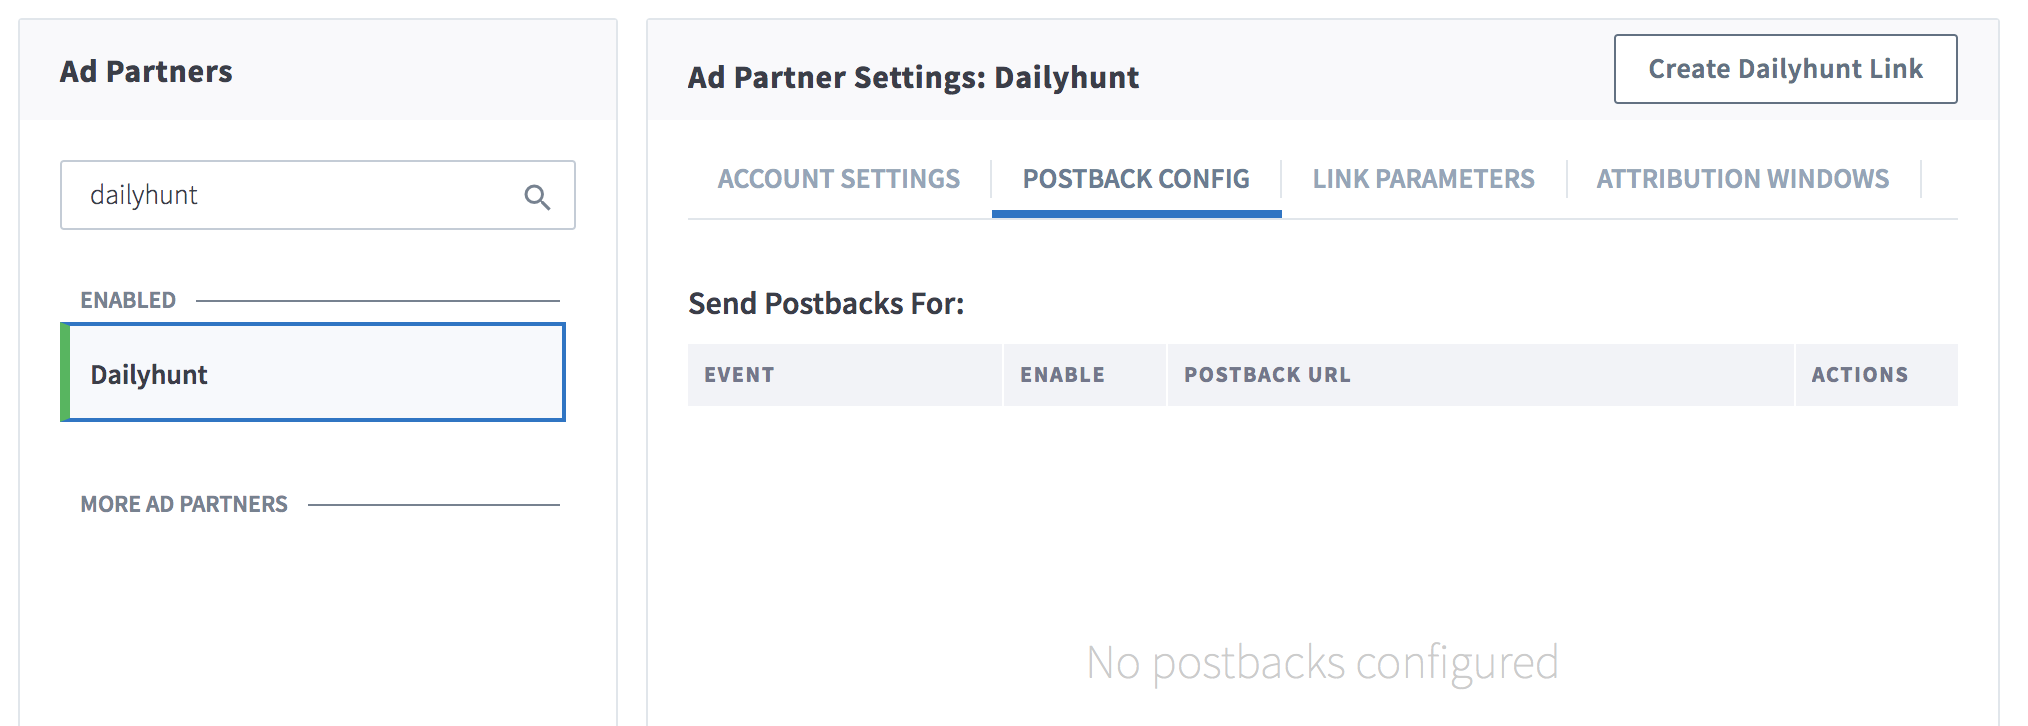 Ad Partners
dailyhunt
ENABLED
Dailyhunt
MORE AD PARTNERS
Ad Partner Settings: Dailyhunt
Create Dailyhunt Link
ACCOUNT SETTINGS
POSTBACK CONFIG
LINK PARAMETERS
ATTRIBUTION WINDOWS
Send Postbacks For:
EVENT
ENABLE
POSTBACK URL
ACTIONS
No postbacks configured